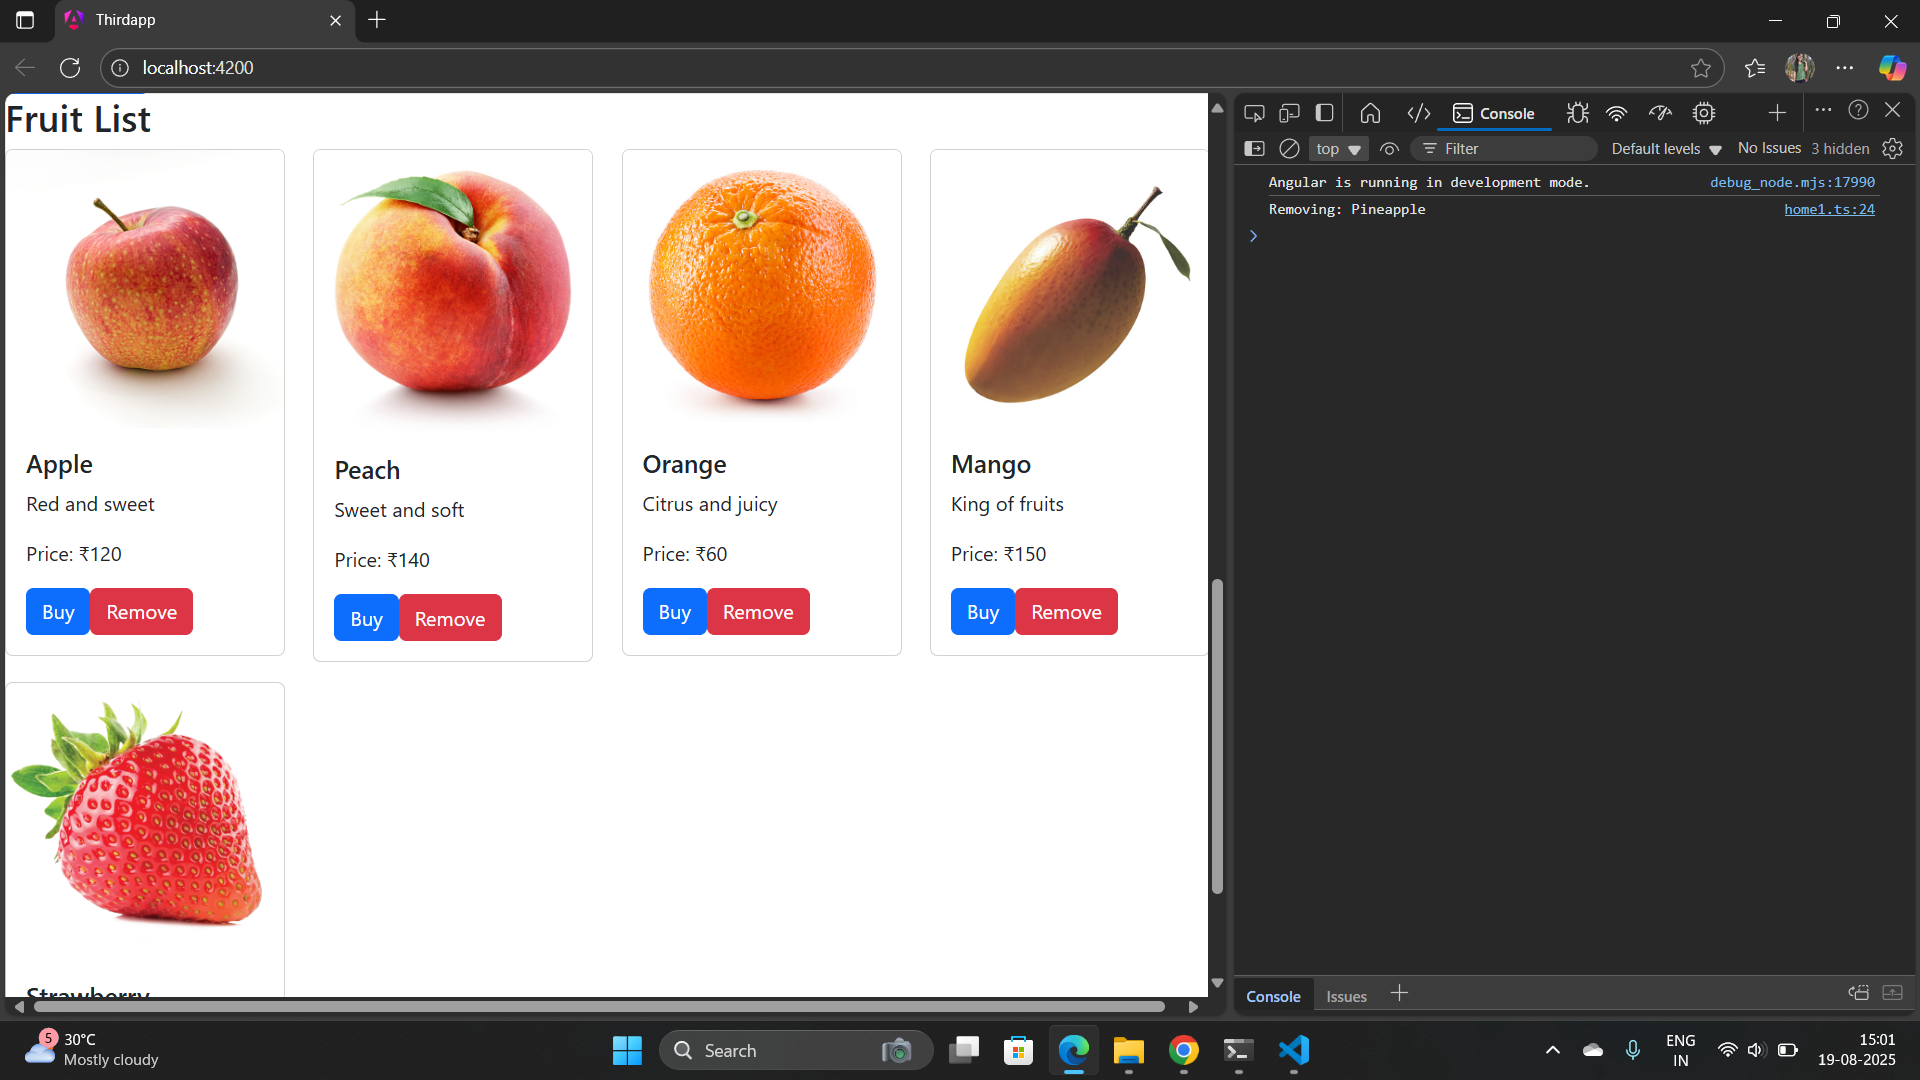 Thirdapp
localhost:4200
Fruit List
Apple
Red and sweet
Price: ₹120
Buy
Remove
Peach
Sweet and soft
Price: ₹140
Buy
Remove
Orange
Citrus and juicy
Price: ₹60
Buy
Remove
Mango
King of fruits
Price: ₹150
Buy
Remove
Strawberry
Console
top
Filter
Default levels
No Issues
3 hidden
Angular is running in development mode.
debug_node.mjs:17990
Removing: Pineapple
home1.ts:24
Console
Issues
5
30°C
Mostly cloudy
Search
ENG
IN
15:01
19-08-2025